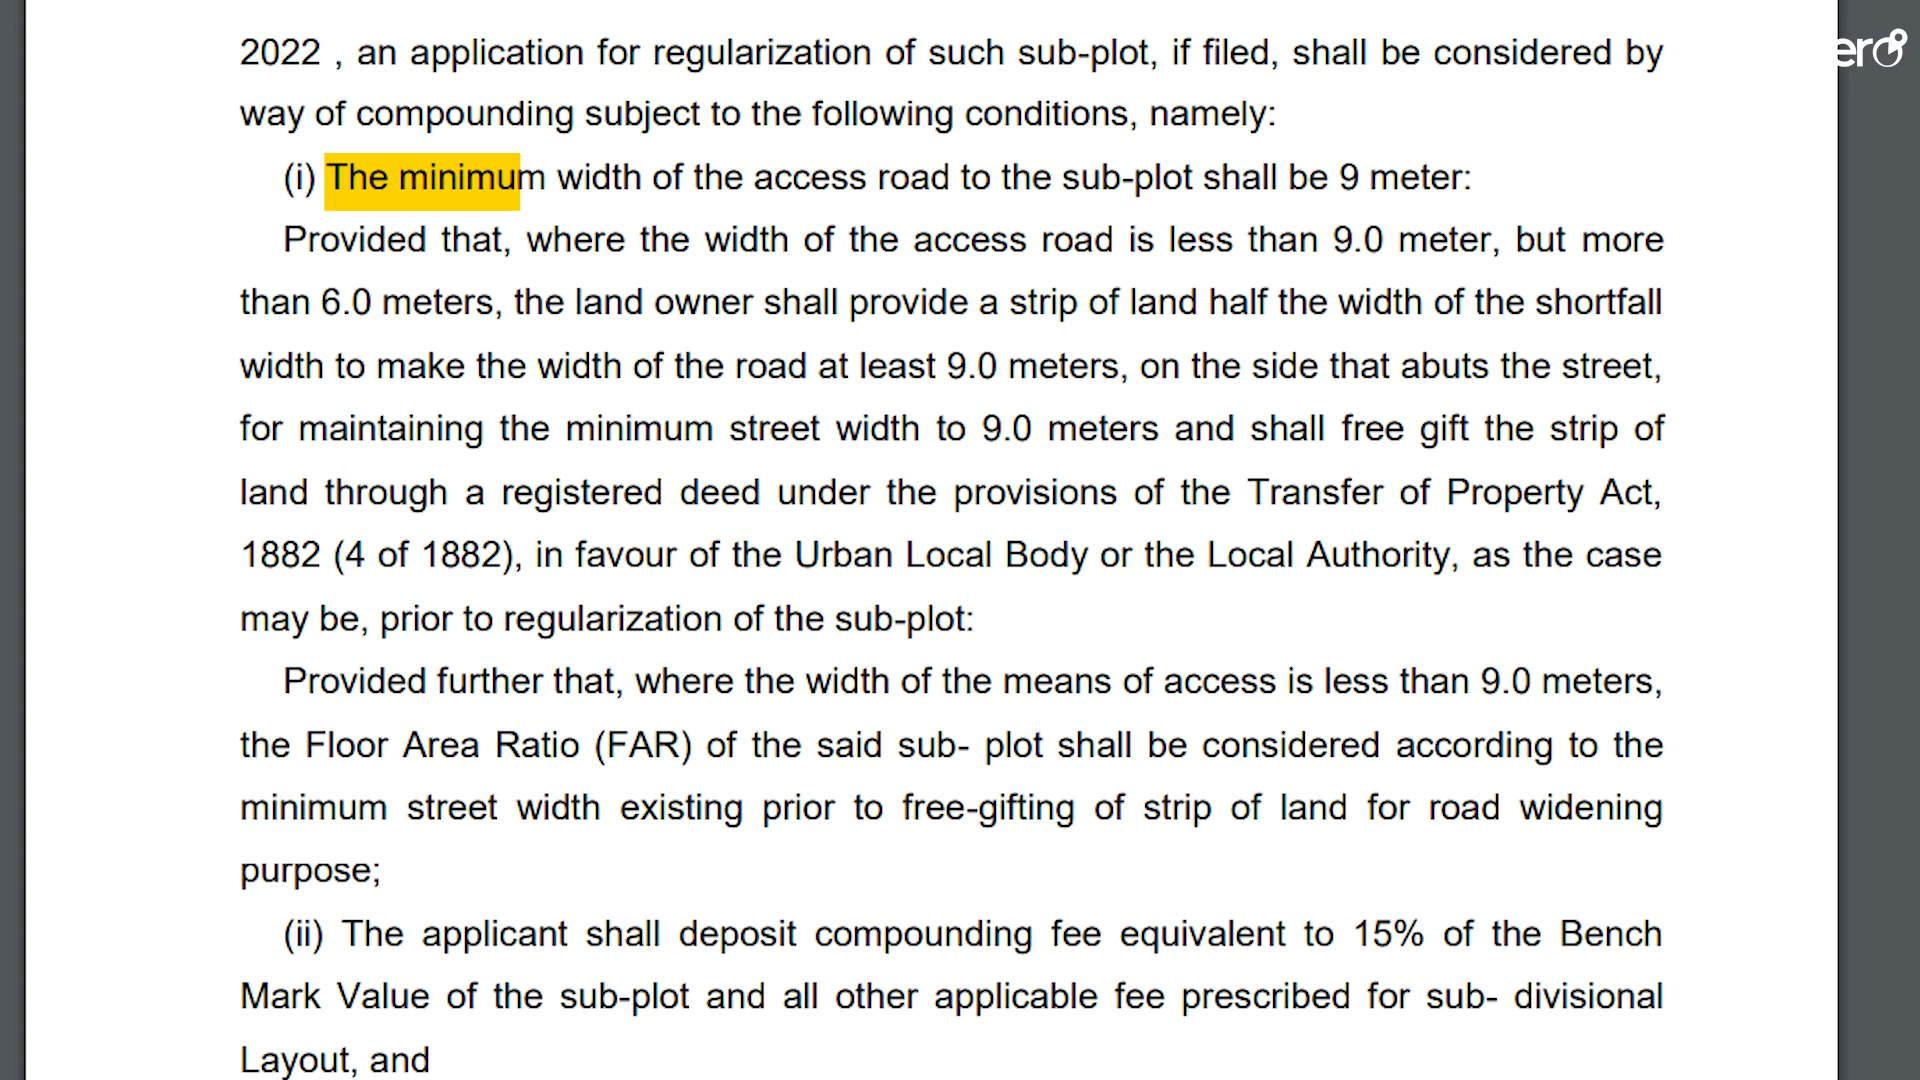 2022 , an application for regularization of such sub-plot, if filed, shall be considered by
way of compounding subject to the following conditions, namely:
(i) The minimum width of the access road to the sub-plot shall be 9 meter:
Provided that, where the width of the access road is less than 9.0 meter, but more
than 6.0 meters, the land owner shall provide a strip of land half the width of the shortfall
width to make the width of the road at least 9.0 meters, on the side that abuts the street,
for maintaining the minimum street width to 9.0 meters and shall free gift the strip of
land through a registered deed under the provisions of the Transfer of Property Act,
1882 (4 of 1882), in favour of the Urban Local Body or the Local Authority, as the case
may be, prior to regularization of the sub-plot:
Provided further that, where the width of the means of access is less than 9.0 meters,
the Floor Area Ratio (FAR) of the said sub- plot shall be considered according to the
minimum street width existing prior to free-gifting of strip of land for road widening
purpose;
(ii) The applicant shall deposit compounding fee equivalent to 15% of the Bench
Mark Value of the sub-plot and all other applicable fee prescribed for sub- divisional
Layout, and